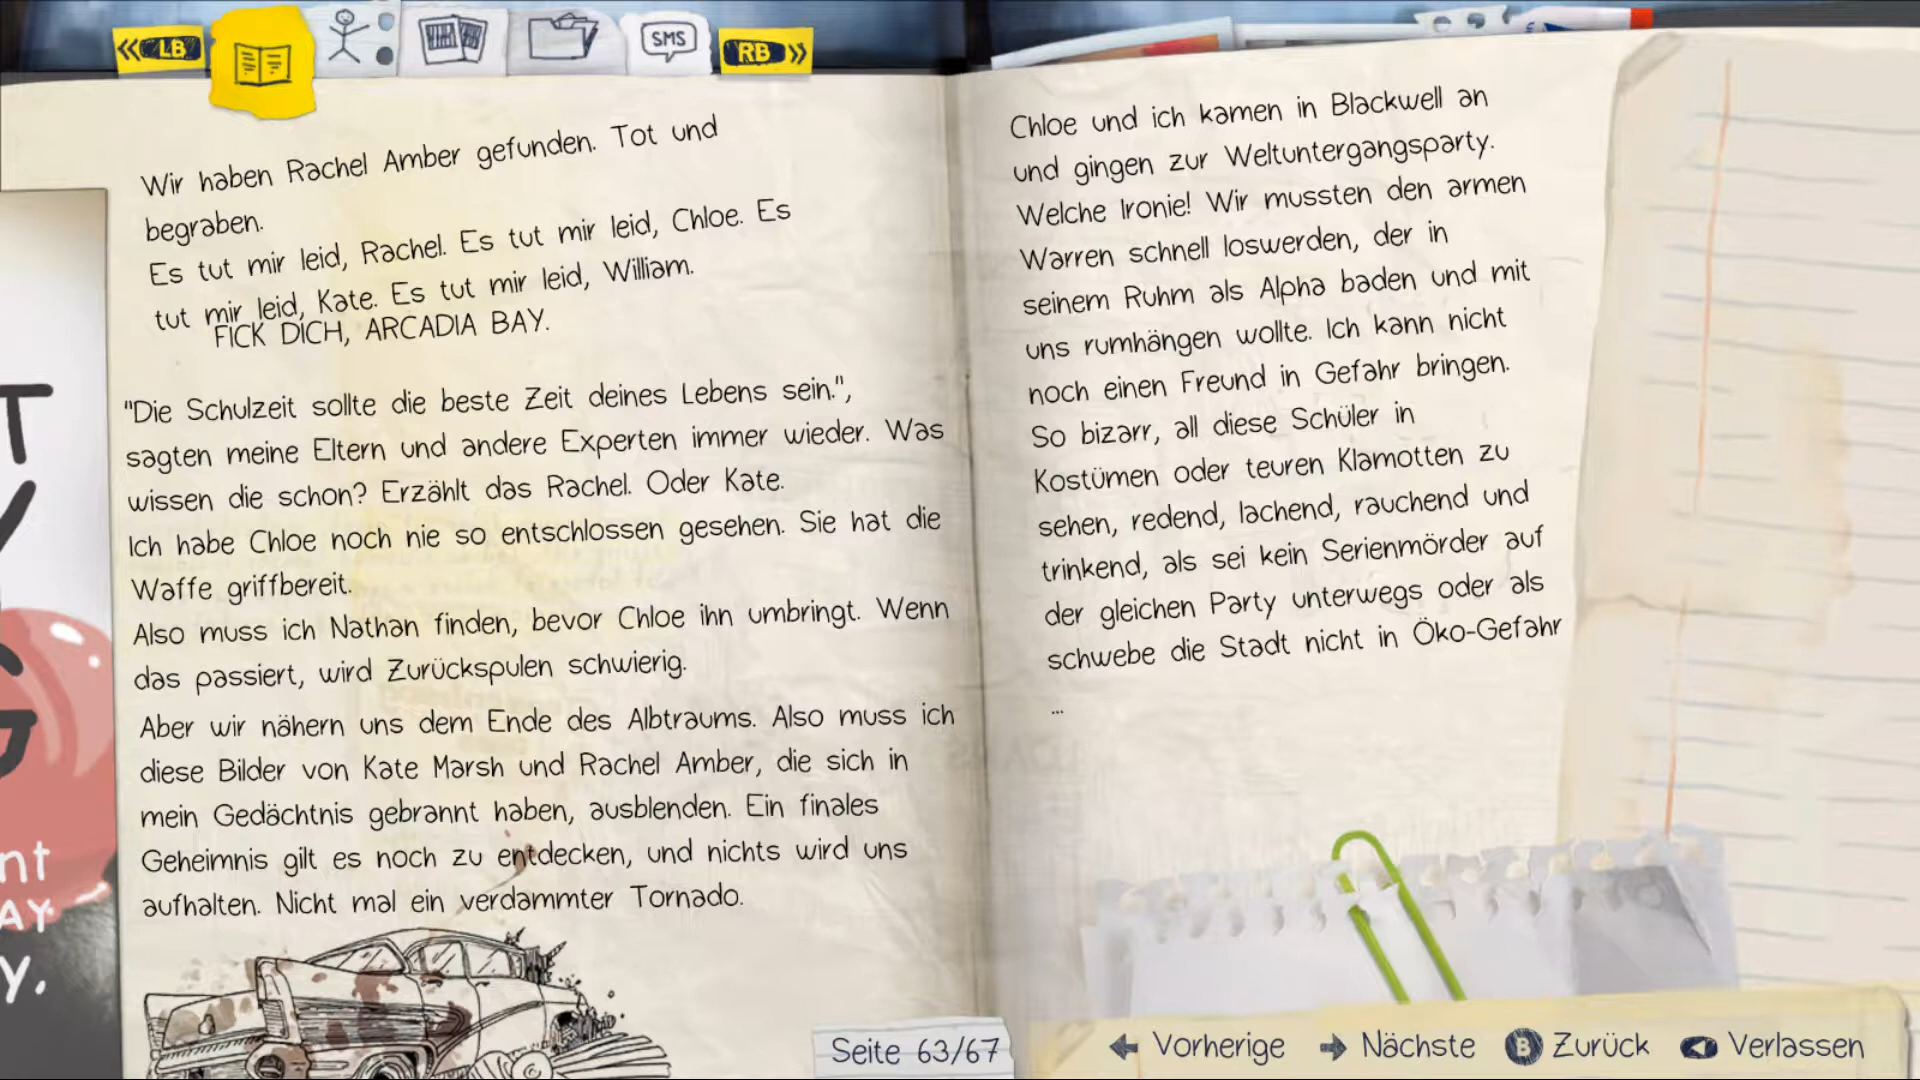 LB
SMS
RB
Wir haben Rachel Amber gefunden. Tot und
begraben.
Es tut mir leid, Rachel. Es tut mir leid, Chloe. Es
tut mir leid, Kate. Es tut mir leid, William.
FICK DICH, ARCADIA BAY.
"Die Schulzeit sollte die beste Zeit deines Lebens sein.",
sagten meine Eltern und andere Experten immer wieder. Was
wissen die schon? Erzählt das Rachel. Oder Kate.
Ich habe Chloe noch nie so entschlossen gesehen. Sie hat die
Waffe griffbereit.
Also muss ich Nathan finden, bevor Chloe ihn umbringt. Wenn
das passiert, wird Zurückspulen schwierig.
Aber wir nähern uns dem Ende des Albtraums. Also muss ich
diese Bilder von Kate Marsh und Rachel Amber, die sich in
mein Gedächtnis gebrannt haben, ausblenden. Ein finales
Geheimnis gilt es noch zu entdecken, und nichts wird uns
aufhalten. Nicht mal ein verdammter Tornado.
Chloe und ich kamen in Blackwell an
und gingen zur Weltuntergangsparty.
Welche Ironie! Wir mussten den armen
Warren schnell loswerden, der in
seinem Ruhm als Alpha baden und mit
uns rumhängen wollte. Ich kann nicht
noch einen Freund in Gefahr bringen.
So bizarr, all diese Schüler in
Kostümen oder teuren Klamotten zu
sehen, redend, lachend, rauchend und
trinkend, als sei kein Serienmörder auf
der gleichen Party unterwegs oder als
schwebe die Stadt nicht in Öko-Gefahr
...
Seite 63/67
Vorherige
Nächste
B Zurück
Verlassen